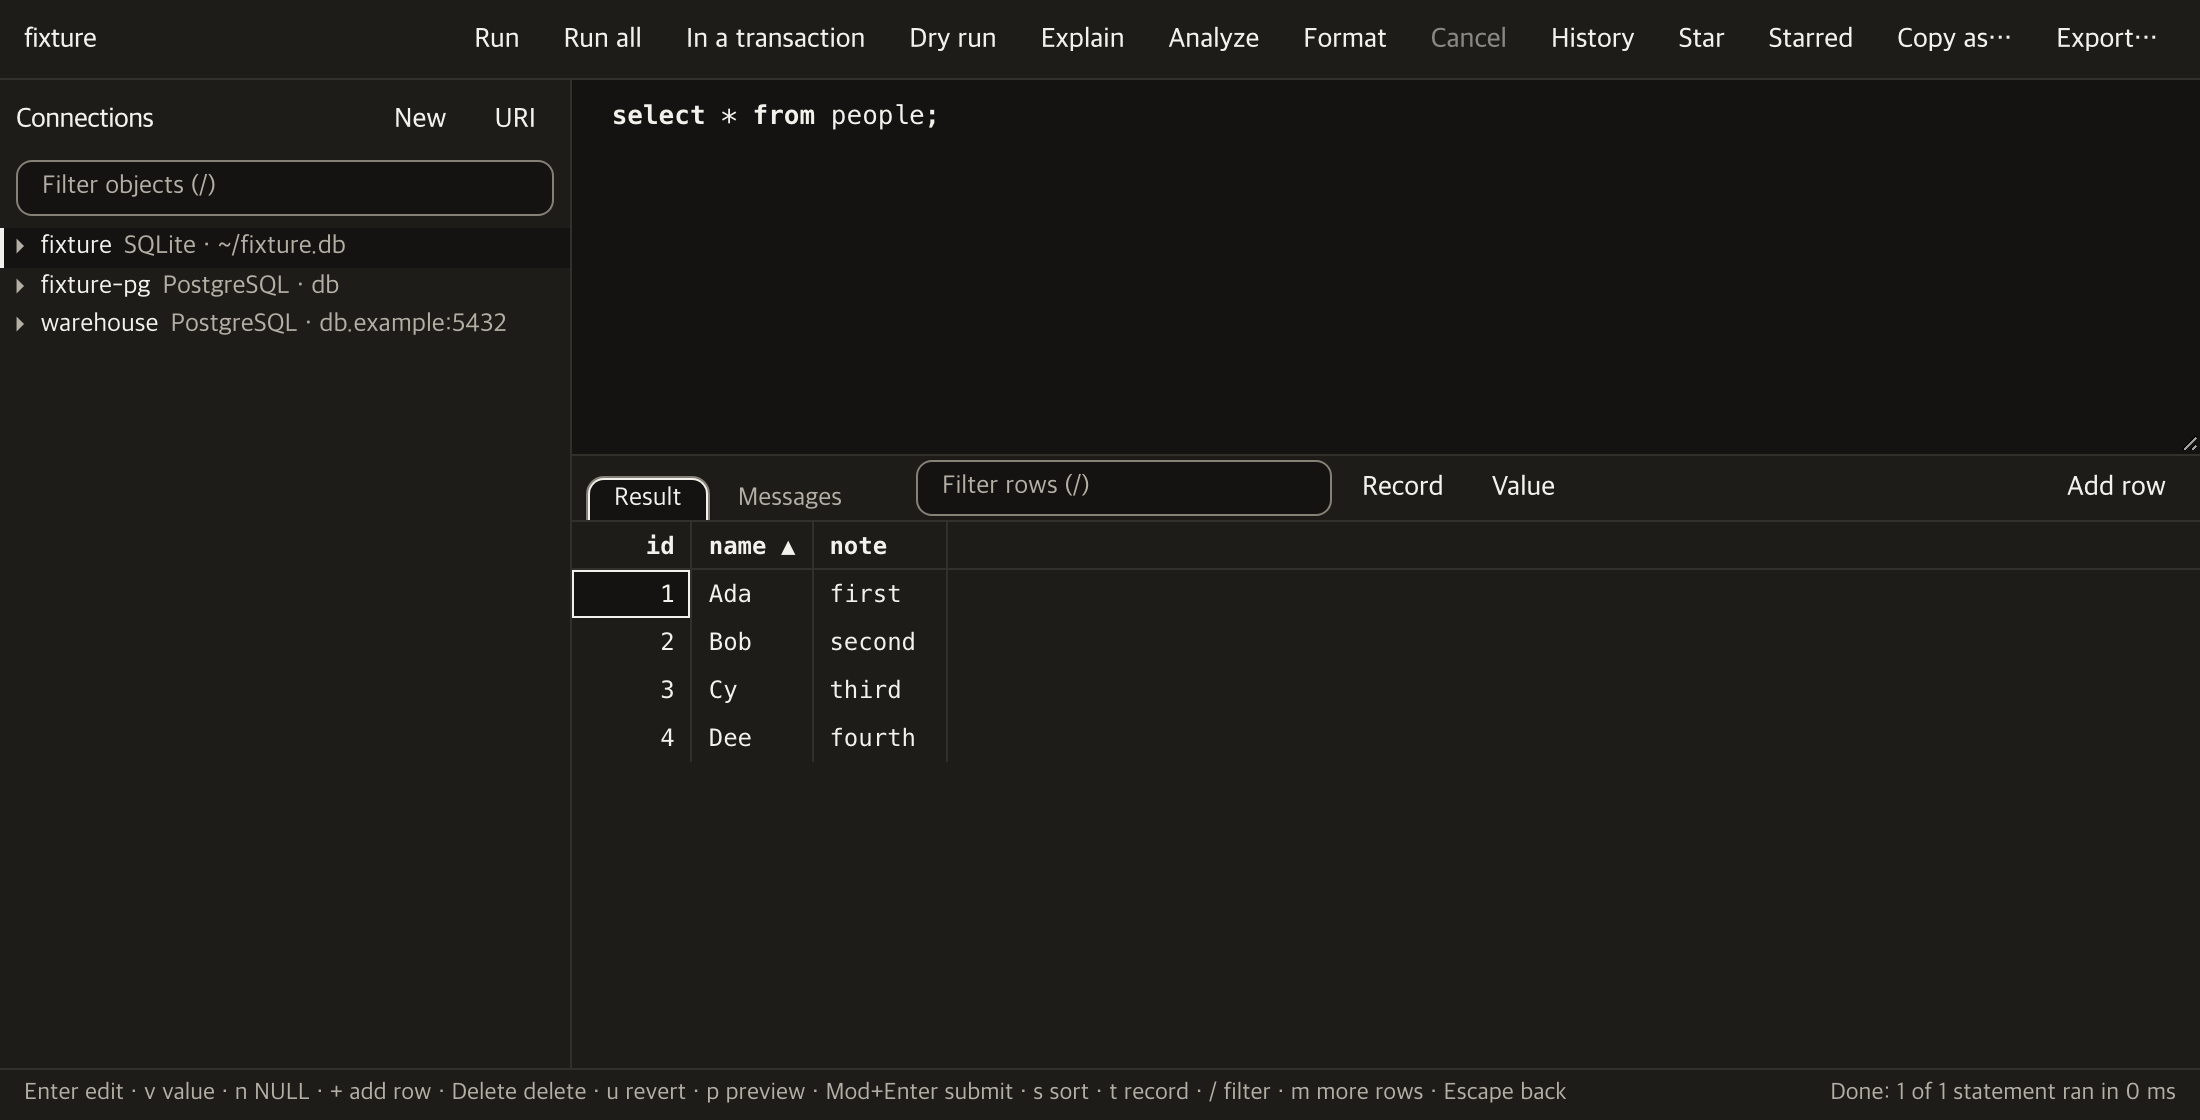 fixture Run Run all In a transaction Dry run Explain Analyze Format Cancel History Star Starred Copy as… Export…
Connections New URI
Filter objects (/)
fixture SQLite · ~/fixture.db
fixture-pg PostgreSQL · db
warehouse PostgreSQL · db.example:5432
select * from people;
Result Messages Filter rows (/) Record Value Add row
id name ▲ note
1 Ada first
2 Bob second
3 Cy third
4 Dee fourth
Enter edit · v value · n NULL · + add row · Delete delete · u revert · p preview · Mod+Enter submit · s sort · t record · / filter · m more rows · Escape back Done: 1 of 1 statement ran in 0 ms